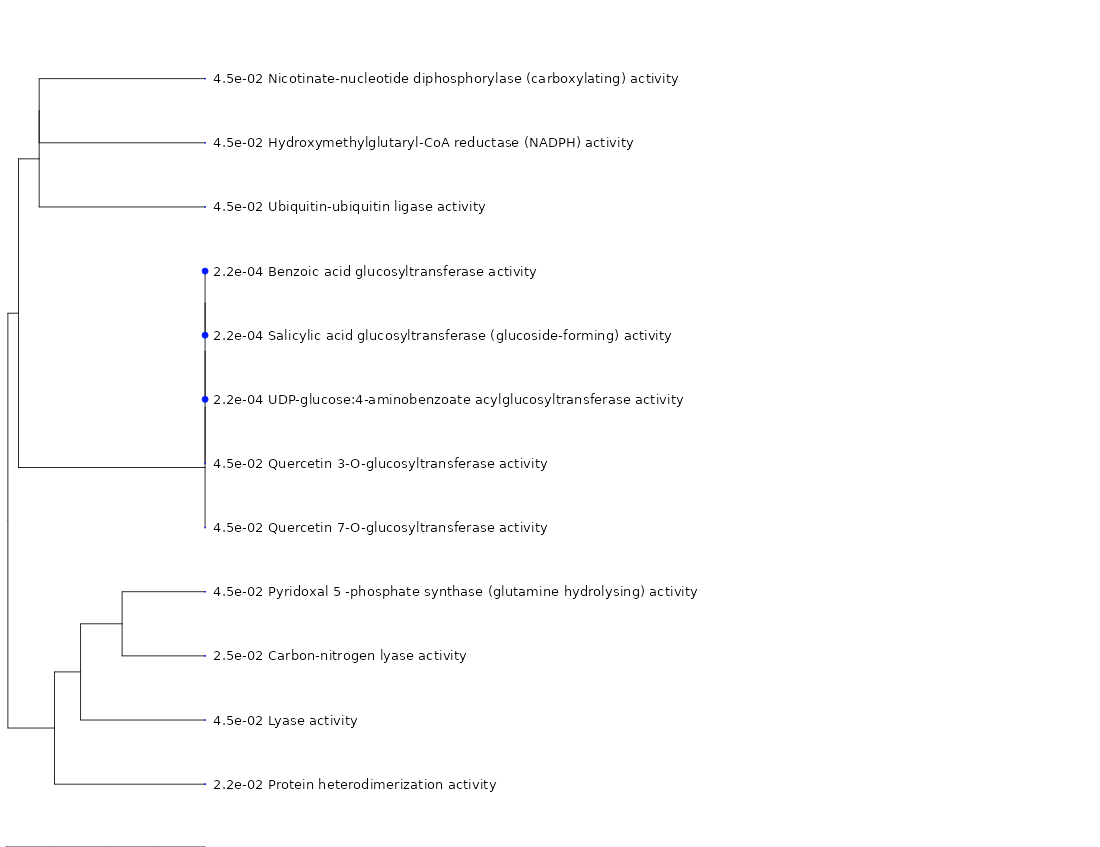 4.5e-02 Nicotinate-nucleotide diphosphorylase (carboxylating) activity
4.5e-02 Hydroxymethylglutaryl-CoA reductase (NADPH) activity
4.5e-02 Ubiquitin-ubiquitin ligase activity
2.2e-04 Benzoic acid glucosyltransferase activity
2.2e-04 Salicylic acid glucosyltransferase (glucoside-forming) activity
2.2e-04 UDP-glucose:4-aminobenzoate acylglucosyltransferase activity
4.5e-02 Quercetin 3-O-glucosyltransferase activity
4.5e-02 Quercetin 7-O-glucosyltransferase activity
4.5e-02 Pyridoxal 5 -phosphate synthase (glutamine hydrolysing) activity
2.5e-02 Carbon-nitrogen lyase activity
4.5e-02 Lyase activity
2.2e-02 Protein heterodimerization activity